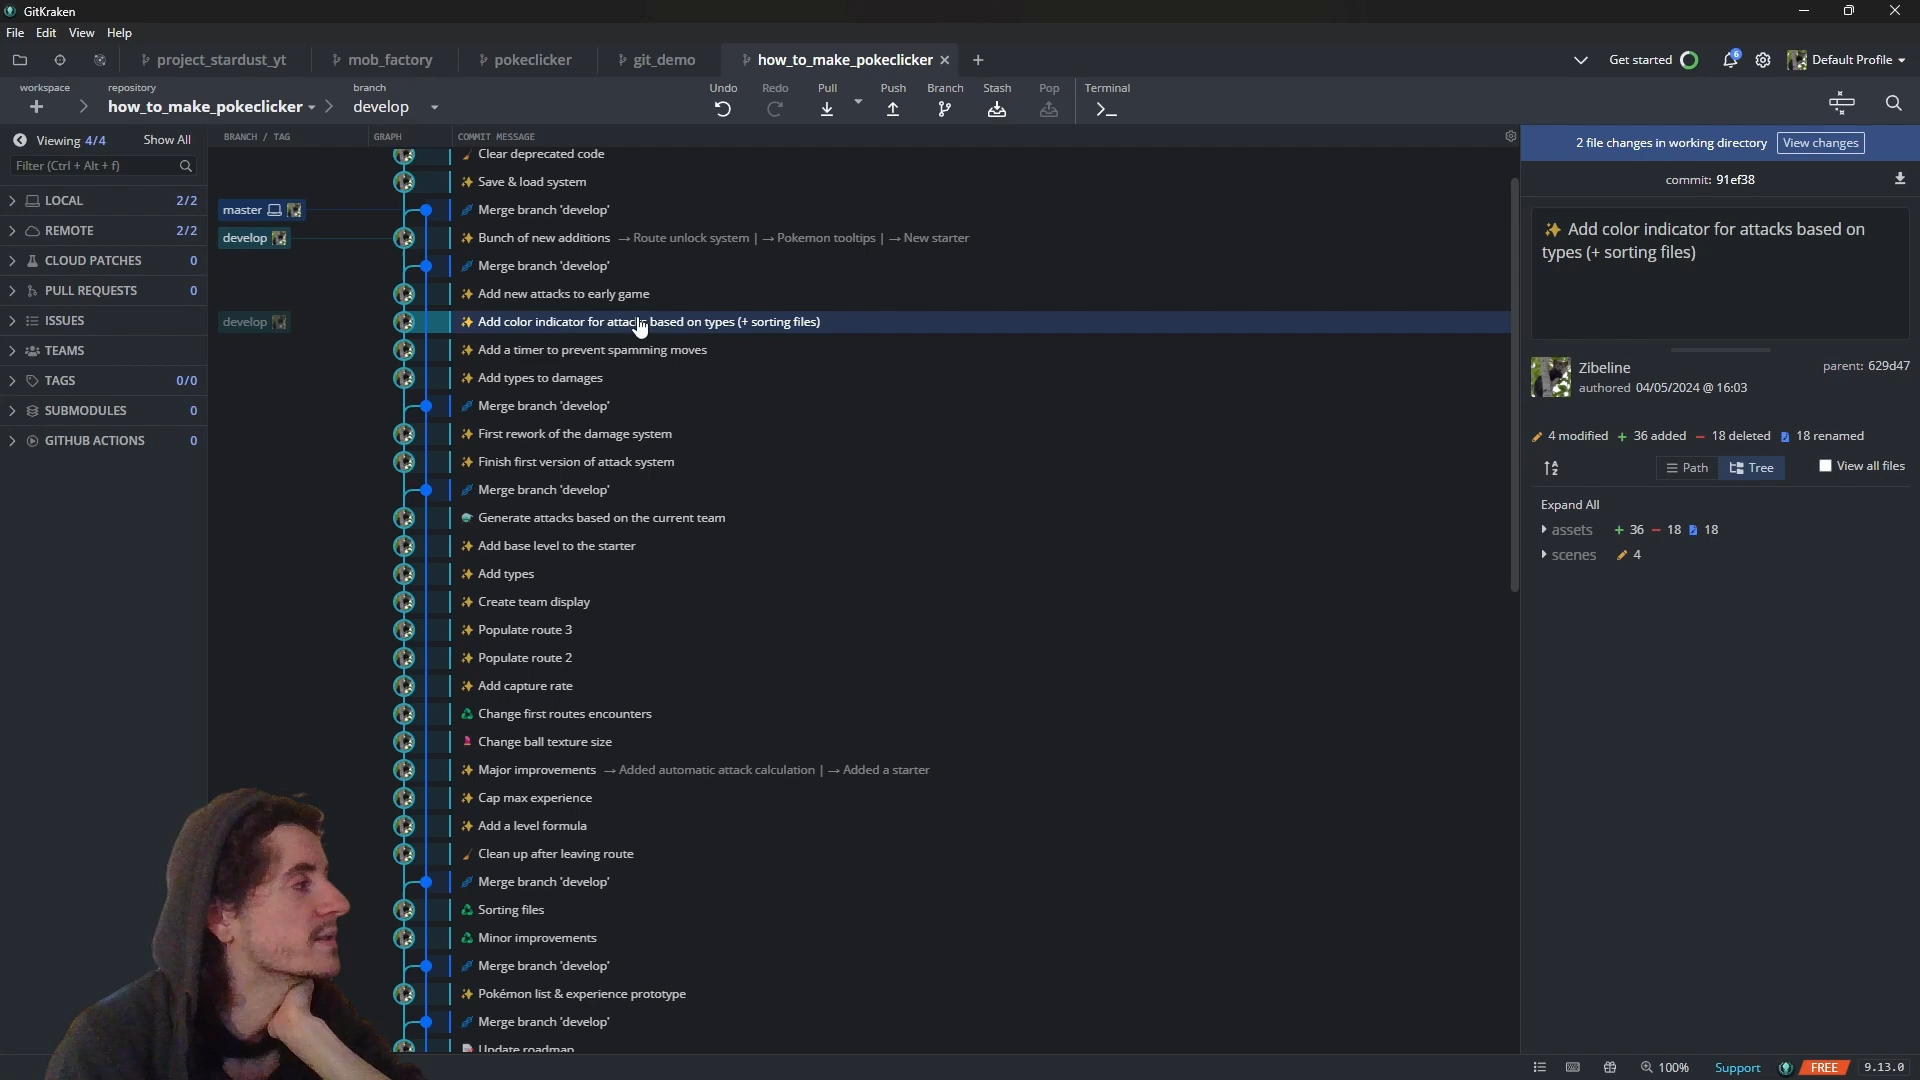 GitKraken
File Edit View Help
project_stardust_yt mob_factory pokeclicker git_demo how_to_make_pokeclicker Get started 6 Default Profile
workspace repository branch
how_to_make_pokeclicker develop
Undo Redo Pull Push Branch Stash Pop Terminal
Viewing 4/4 Show All
Filter (Ctrl + Alt + f)
LOCAL 2/2
REMOTE 2/2
CLOUD PATCHES 0
PULL REQUESTS 0
ISSUES
TEAMS
TAGS 0/0
SUBMODULES 0
GITHUB ACTIONS 0
BRANCH / TAG GRAPH COMMIT MESSAGE
Clear deprecated code
Save & load system
master Merge branch 'develop'
develop Bunch of new additions → Route unlock system | → Pokemon tooltips | → New starter
Merge branch 'develop'
Add new attacks to early game
develop Add color indicator for attacks based on types (+ sorting files)
Add a timer to prevent spamming moves
Add types to damages
Merge branch 'develop'
First rework of the damage system
Finish first version of attack system
Merge branch 'develop'
Generate attacks based on the current team
Add base level to the starter
Add types
Create team display
Populate route 3
Populate route 2
Add capture rate
Change first routes encounters
Change ball texture size
Major improvements → Added automatic attack calculation | → Added a starter
Cap max experience
Add a level formula
Clean up after leaving route
Merge branch 'develop'
Sorting files
Minor improvements
Merge branch 'develop'
Pokémon list & experience prototype
Merge branch 'develop'
Update roadmap
2 file changes in working directory View changes
commit: 91ef38
Add color indicator for attacks based on
types (+ sorting files)
Zibeline parent: 629d47
authored 04/05/2024 @ 16:03
4 modified + 36 added - 18 deleted 18 renamed
Path Tree View all files
Expand All
assets + 36 - 18 18
scenes 4
100% Support FREE 9.13.0